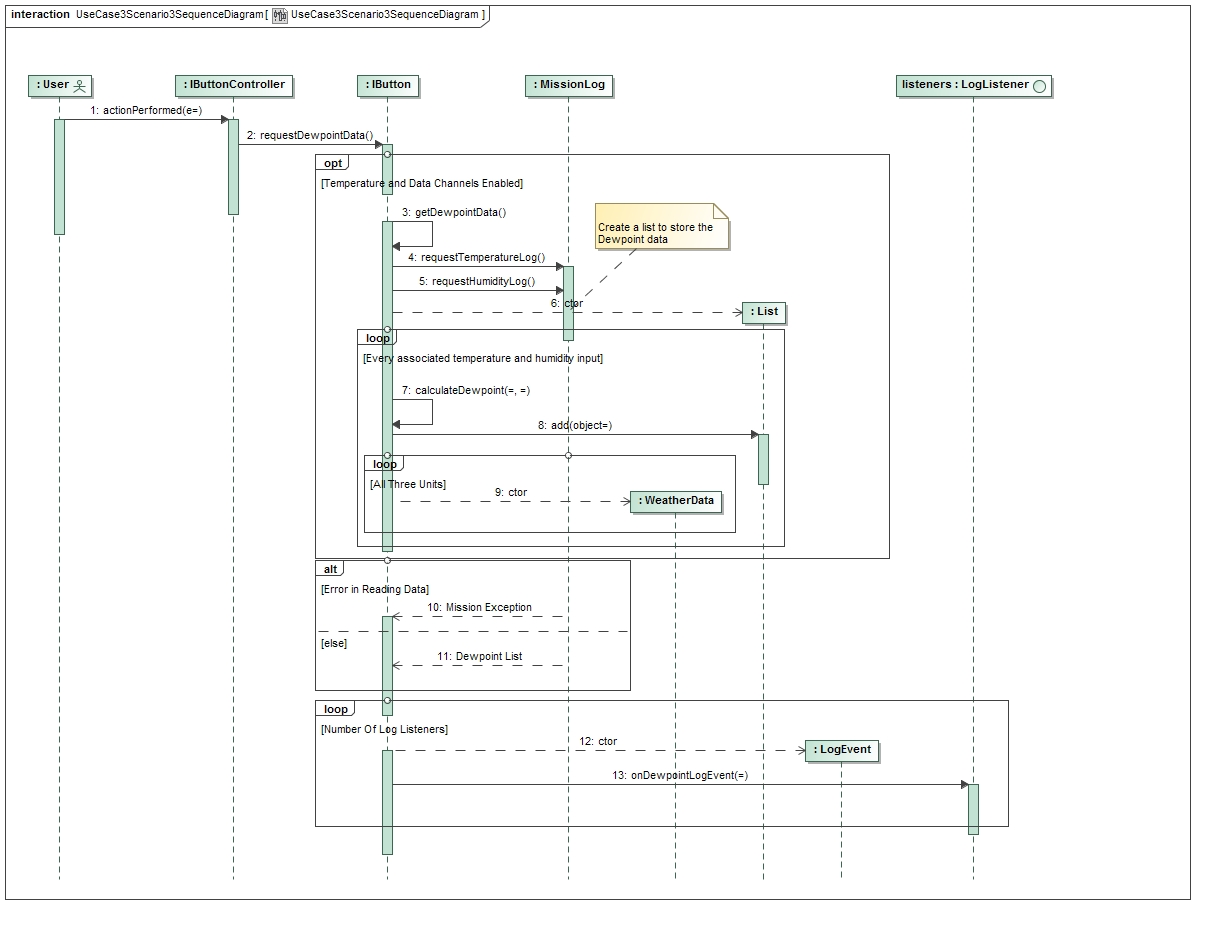 interaction UseCase3Scenario3SequenceDiagram[ UseCase3Scenario3SequenceDiagram ]
: User
: IButtonController
: IButton
: MissionLog
listeners : LogListener
1: actionPerformed(e=)
2: requestDewpointData()
opt
[Temperature and Data Channels Enabled]
3: getDewpointData()
Create a list to store the
Dewpoint data
4: requestTemperatureLog()
5: requestHumidityLog()
6: ctor
: List
loop
[Every associated temperature and humidity input]
7: calculateDewpoint(=, =)
8: add(object=)
loop
[All Three Units]
9: ctor
: WeatherData
alt
[Error in Reading Data]
10: Mission Exception
[else]
11: Dewpoint List
loop
[Number Of Log Listeners]
12: ctor
: LogEvent
13: onDewpointLogEvent(=)